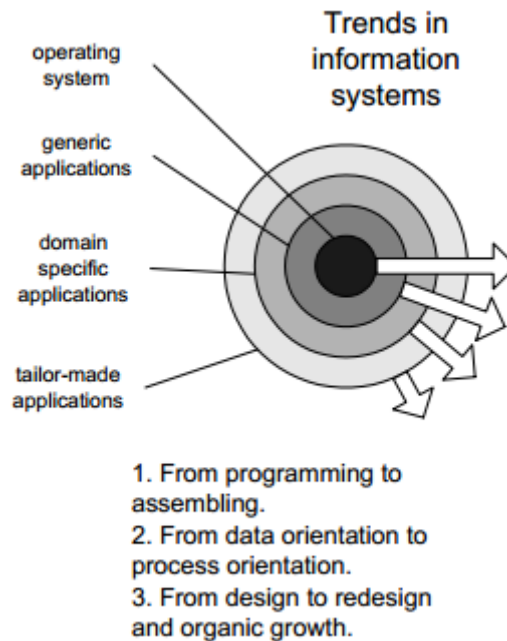 Trends in
information
systems
operating
system
generic
applications
domain
specific
applications
tailor-made
applications
1. From programming to
assembling.
2. From data orientation to
process orientation.
3. From design to redesign
and organic growth.